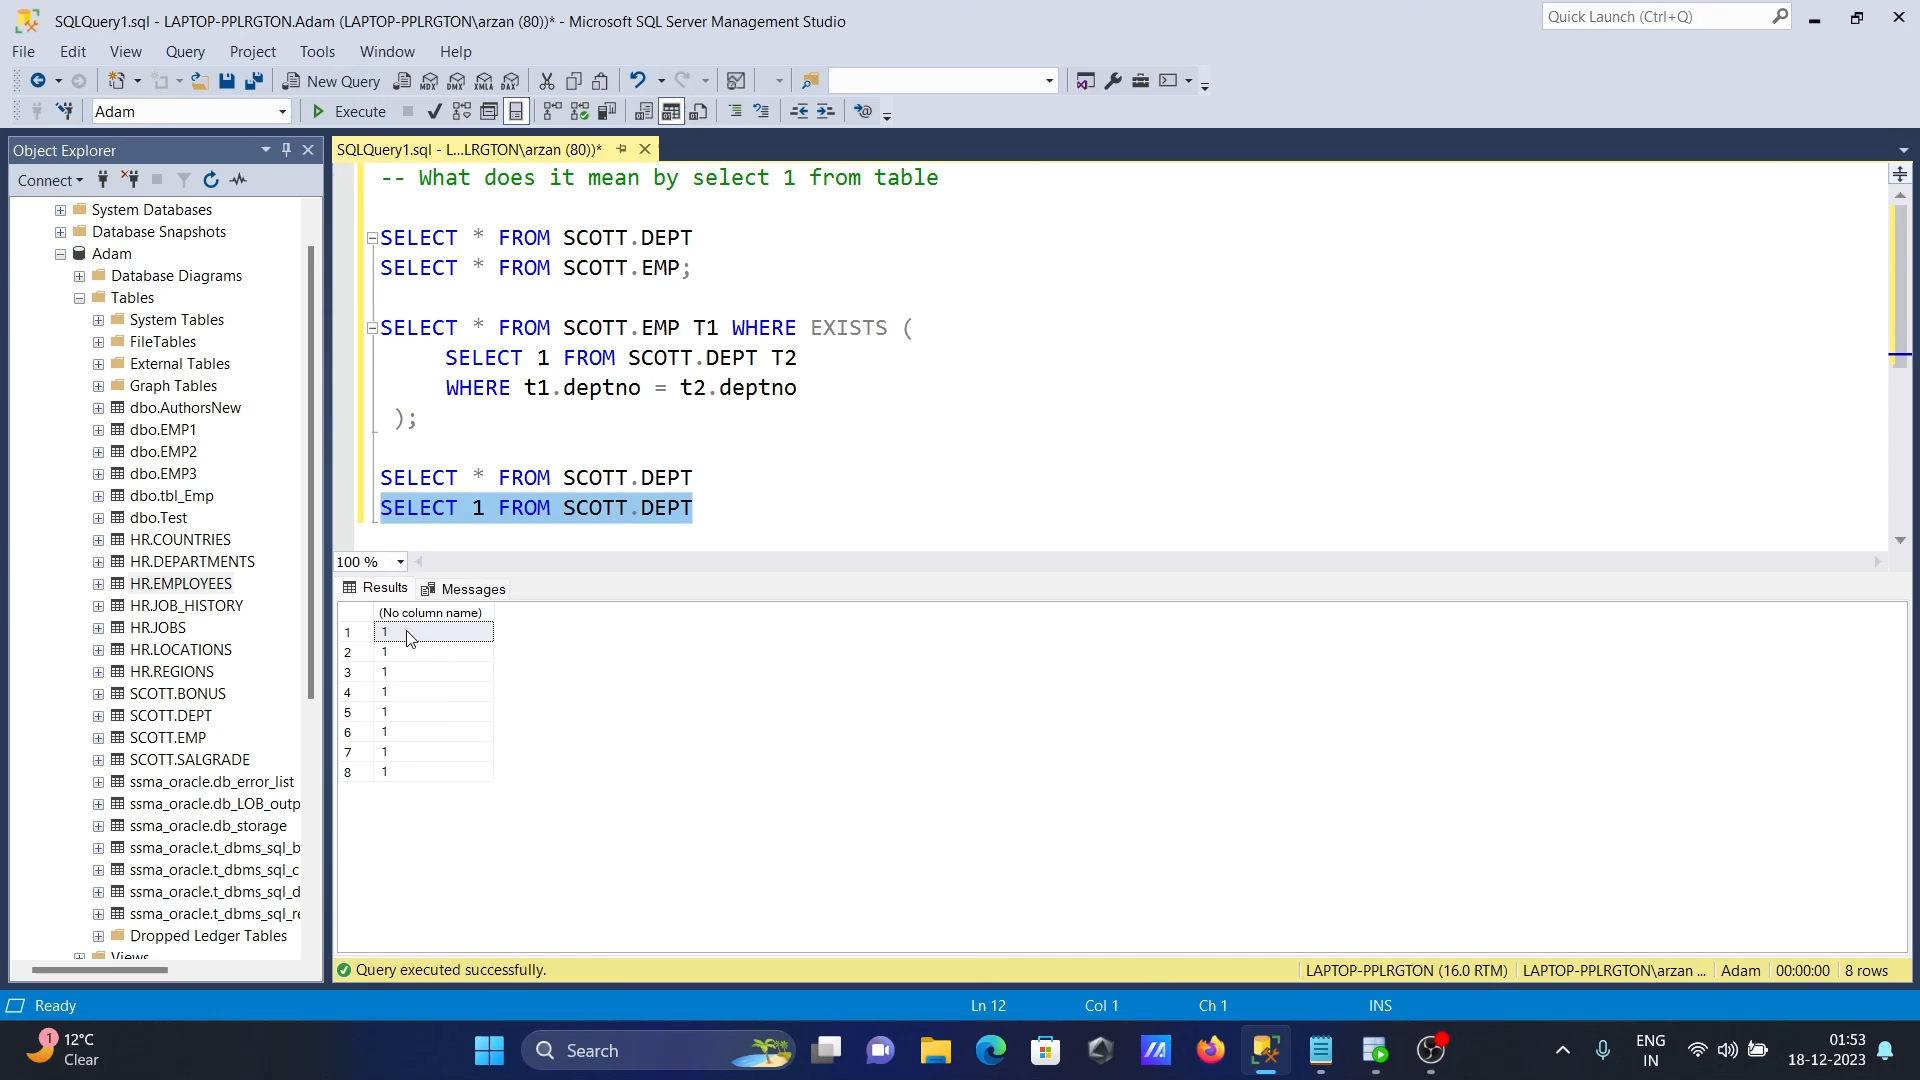 SQLQuery1.sql - LAPTOP-PPLRGTON.Adam (LAPTOP-PPLRGTON\arzan (80))* - Microsoft SQL Server Management Studio
Quick Launch (Ctrl+Q)
File Edit View Query Project Tools Window Help
New Query MDX DMX XMLA DAX
Adam Execute
Object Explorer
SQLQuery1.sql - L...LRGTON\arzan (80))*
Connect
System Databases
Database Snapshots
Adam
Database Diagrams
Tables
System Tables
FileTables
External Tables
Graph Tables
dbo.AuthorsNew
dbo.EMP1
dbo.EMP2
dbo.EMP3
dbo.tbl_Emp
dbo.Test
HR.COUNTRIES
HR.DEPARTMENTS
HR.EMPLOYEES
HR.JOB_HISTORY
HR.JOBS
HR.LOCATIONS
HR.REGIONS
SCOTT.BONUS
SCOTT.DEPT
SCOTT.EMP
SCOTT.SALGRADE
ssma_oracle.db_error_list
ssma_oracle.db_LOB_outp
ssma_oracle.db_storage
ssma_oracle.t_dbms_sql_b
ssma_oracle.t_dbms_sql_c
ssma_oracle.t_dbms_sql_d
ssma_oracle.t_dbms_sql_re
Dropped Ledger Tables
Views
-- What does it mean by select 1 from table
SELECT * FROM SCOTT.DEPT
SELECT * FROM SCOTT.EMP;
SELECT * FROM SCOTT.EMP T1 WHERE EXISTS (
SELECT 1 FROM SCOTT.DEPT T2
WHERE t1.deptno = t2.deptno
);
SELECT * FROM SCOTT.DEPT
SELECT 1 FROM SCOTT.DEPT
100 %
Results Messages
(No column name)
1 1
2 1
3 1
4 1
5 1
6 1
7 1
8 1
Query executed successfully.
LAPTOP-PPLRGTON (16.0 RTM) LAPTOP-PPLRGTON\arzan ... Adam 00:00:00 8 rows
Ready Ln 12 Col 1 Ch 1 INS
1 12°C
Clear
Search
ENG
IN
01:53
18-12-2023